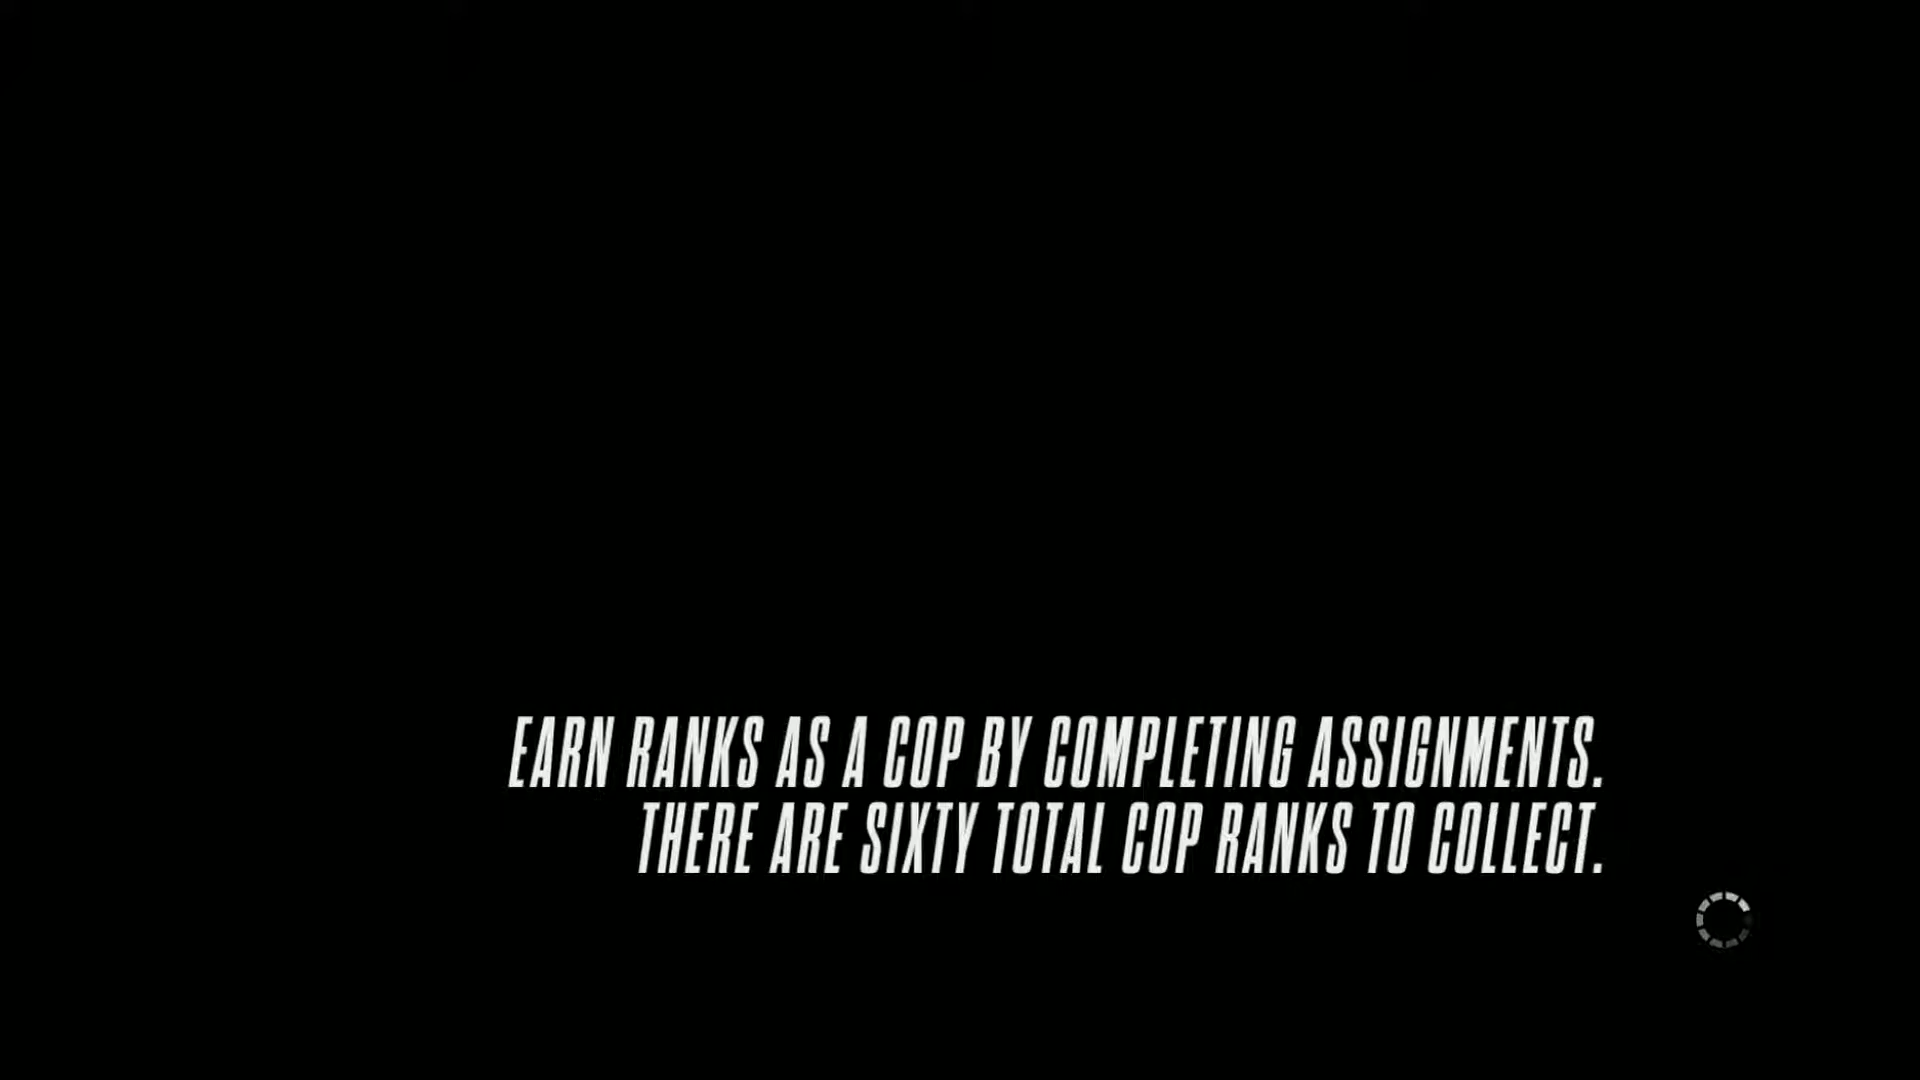 EARN RANKS AS A COP BY COMPLETING ASSIGNMENTS.
THERE ARE SIXTY TOTAL COP RANKS TO COLLECT.